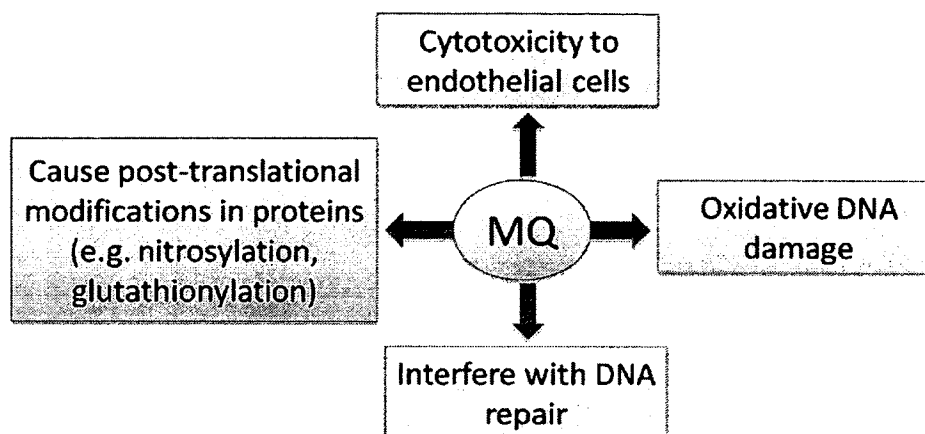 Cytotoxicity to
endothelial cells
Cause post-translational
modifications in proteins
(e.g. nitrosylation,
glutathionylation)
MQ
Oxidative DNA
damage
Interfere with DNA
repair